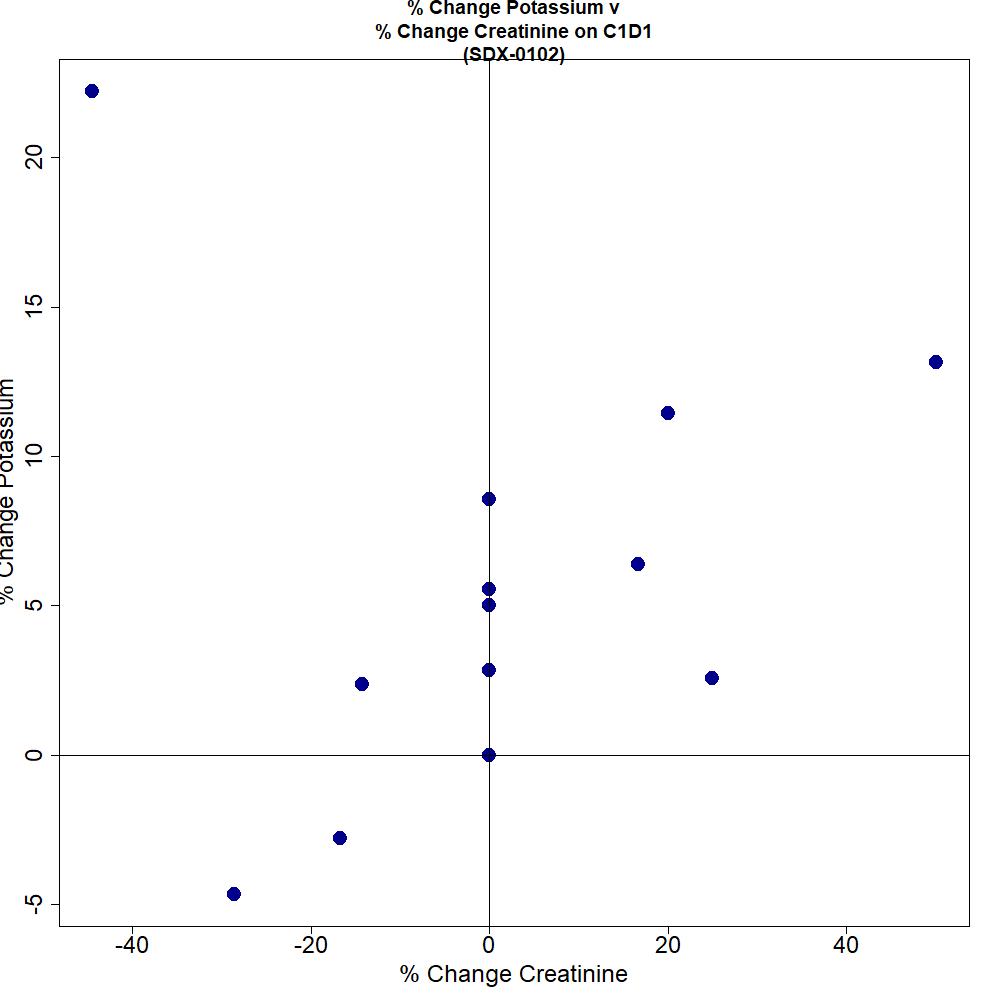 % Change Potassium v
% Change Creatinine on C1D1
(SDX-0102)
20
15
10
5
0
-5
% Change Potassium
-40 -20 0 20 40
% Change Creatinine